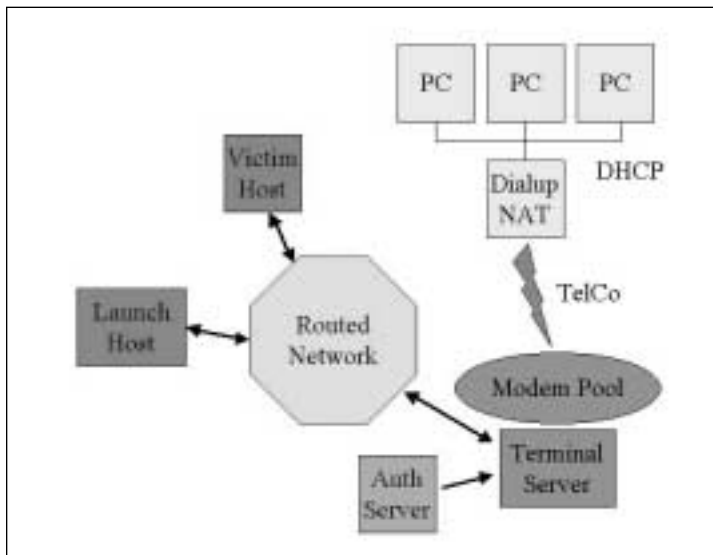 PC
PC
PC
Victim
Host
Dialup
NAT
DHCP
TelCo
Launch
Host
Routed
Network
Modem Pool
Terminal
Server
Auth
Server